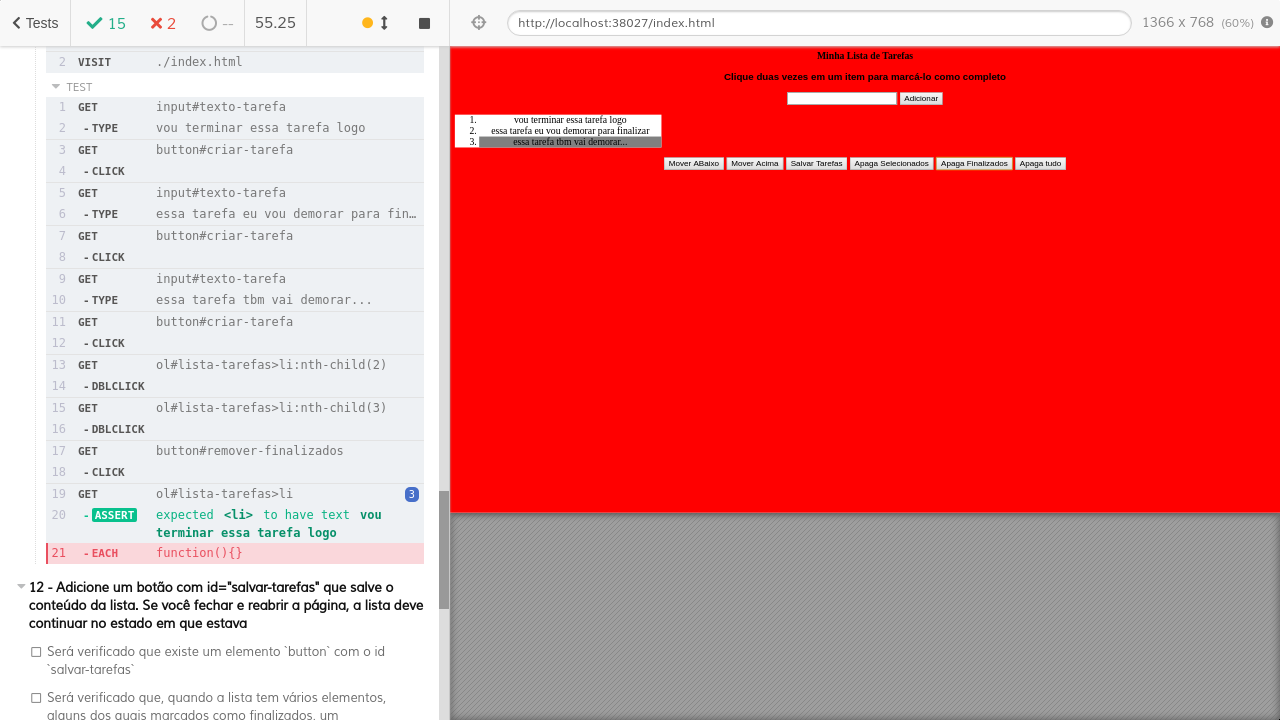 Tests 15 2 -- 55.25
http://localhost:38027/index.html 1366 x 768 (60%)
VISIT /index.html
TEST
1 GET input#texto-tarefa
2 - TYPE vou terminar essa tarefa logo
3 GET button#criar-tarefa
4 - CLICK
5 GET input#texto-tarefa
6 - TYPE essa tarefa eu vou demorar para fin…
7 GET button#criar-tarefa
8 - CLICK
9 GET input#texto-tarefa
10 - TYPE essa tarefa tbm vai demorar...
11 GET button#criar-tarefa
12 - CLICK
13 GET ol#lista-tarefas>li:nth-child(2)
14 - DBLCLICK
15 GET ol#lista-tarefas>li:nth-child(3)
16 - DBLCLICK
17 GET button#remover-finalizados
18 - CLICK
19 GET ol#lista-tarefas>li 3
20 - ASSERT expected <li> to have text vou
terminar essa tarefa logo
21 - EACH function(){}
12 - Adicione um botão com id="salvar-tarefas" que salve o
conteúdo da lista. Se você fechar e reabrir a página, a lista deve
continuar no estado em que estava
Será verificado que existe um elemento `button` com o id
`salvar-tarefas`
Será verificado que, quando a lista tem vários elementos,
alguns dos quais marcados como finalizados, um
Minha Lista de Tarefas
Clique duas vezes em um item para marcá-lo como completo
Adicionar
1. vou terminar essa tarefa logo
2. essa tarefa eu vou demorar para finalizar
3. essa tarefa tbm vai demorar...
Mover ABaixo Mover Acima Salvar Tarefas Apaga Selecionados Apaga Finalizados Apaga tudo